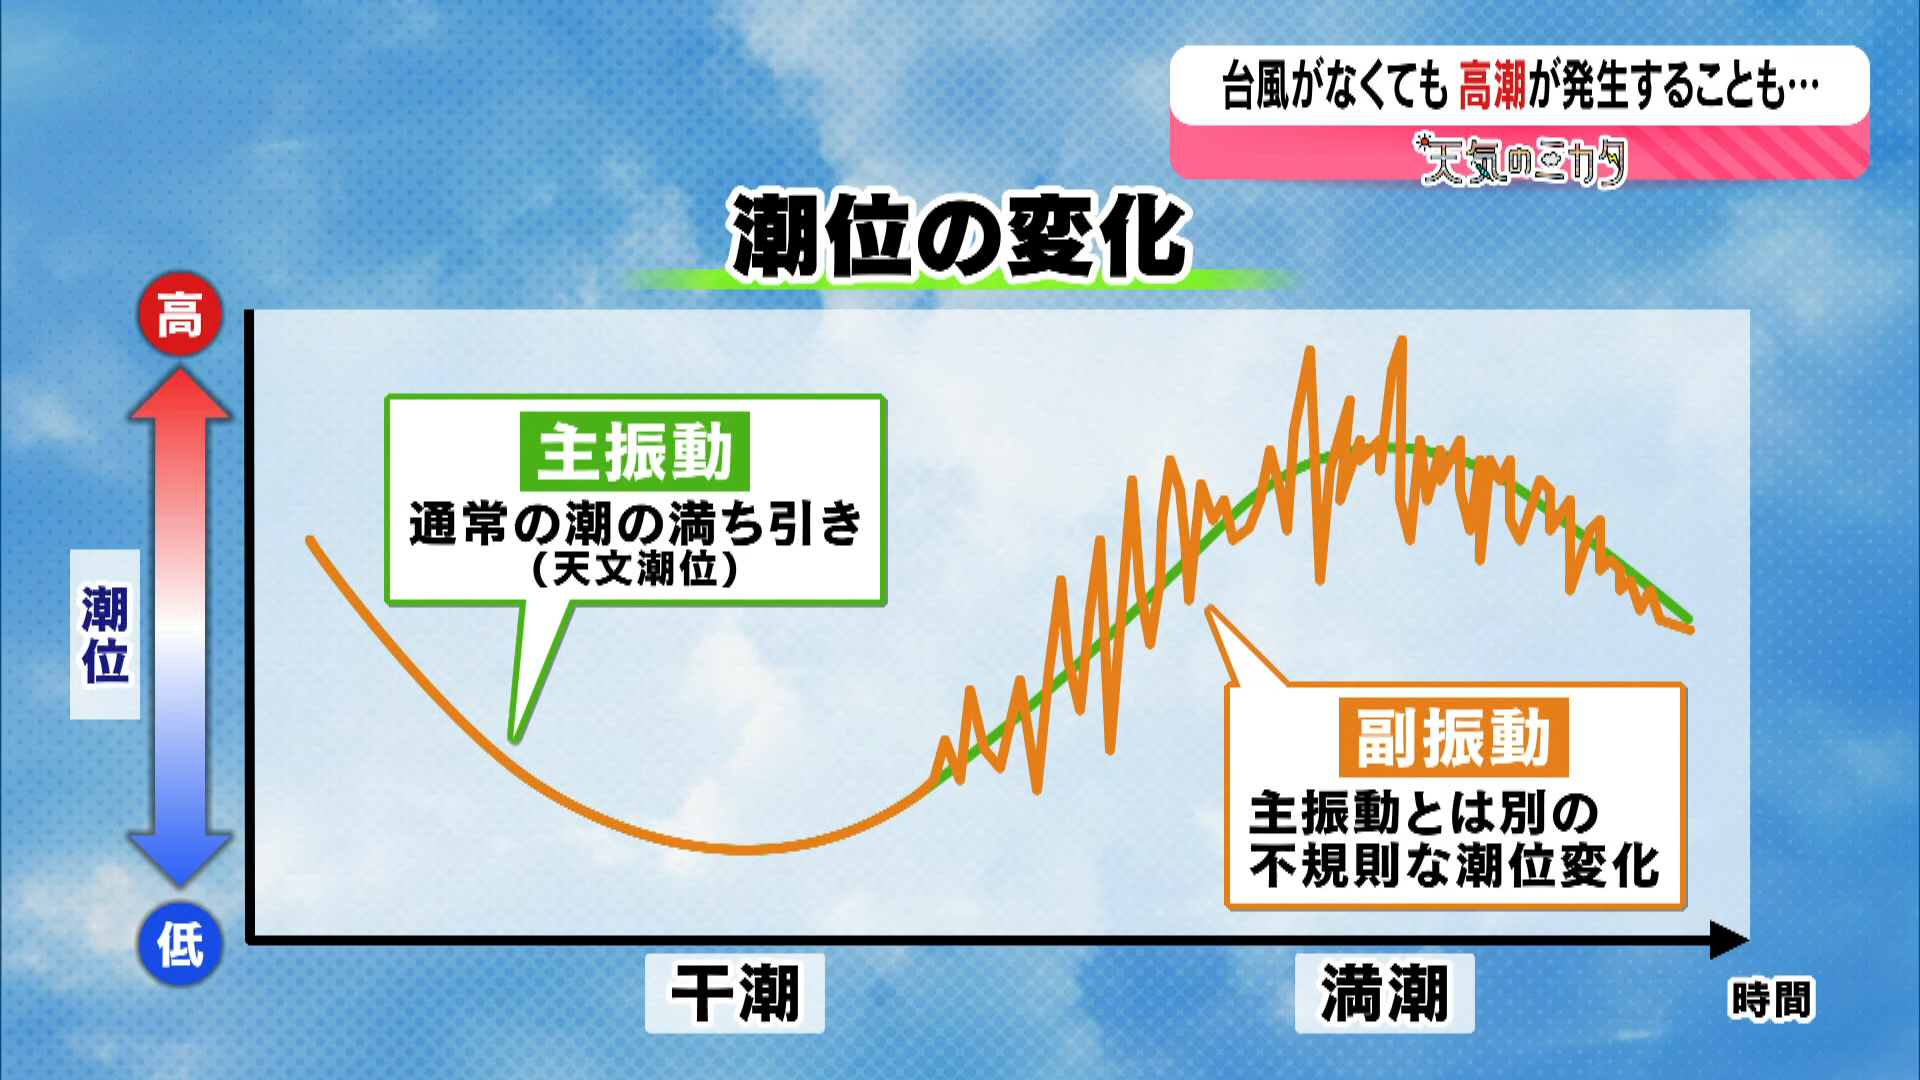 台風がなくても 高潮が発生することも…
天気のミカタ
潮位の変化
高
主振動
通常の潮の満ち引き
(天文潮位)
潮位
副振動
主振動とは別の
不規則な潮位変化
低
干潮
満潮
時間